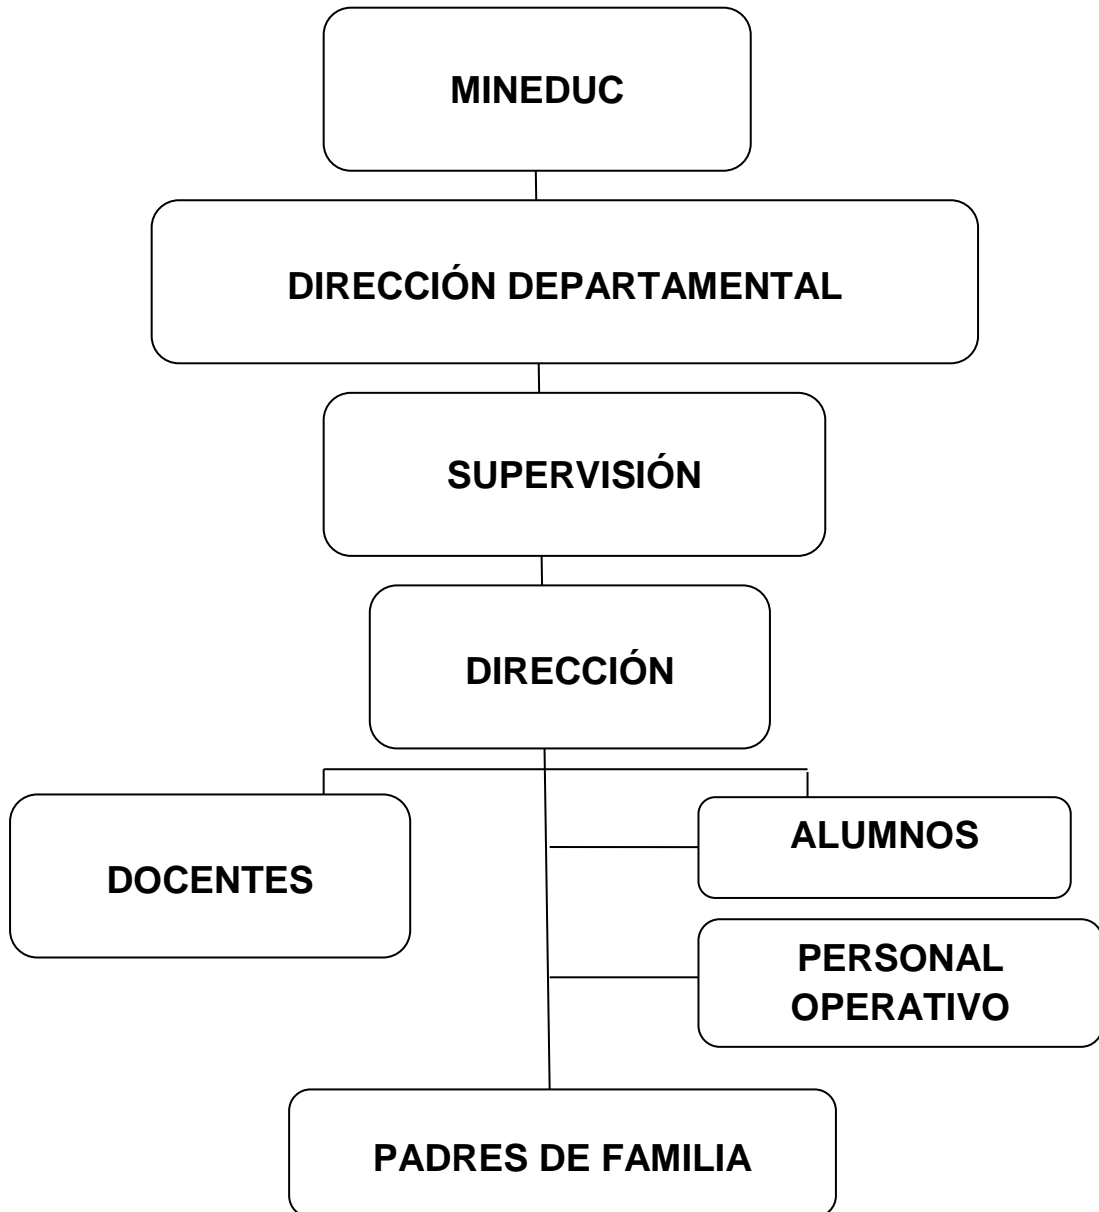 MINEDUC
DIRECCIÓN DEPARTAMENTAL
SUPERVISIÓN
DIRECCIÓN
DOCENTES
ALUMNOS
PERSONAL
OPERATIVO
PADRES DE FAMILIA